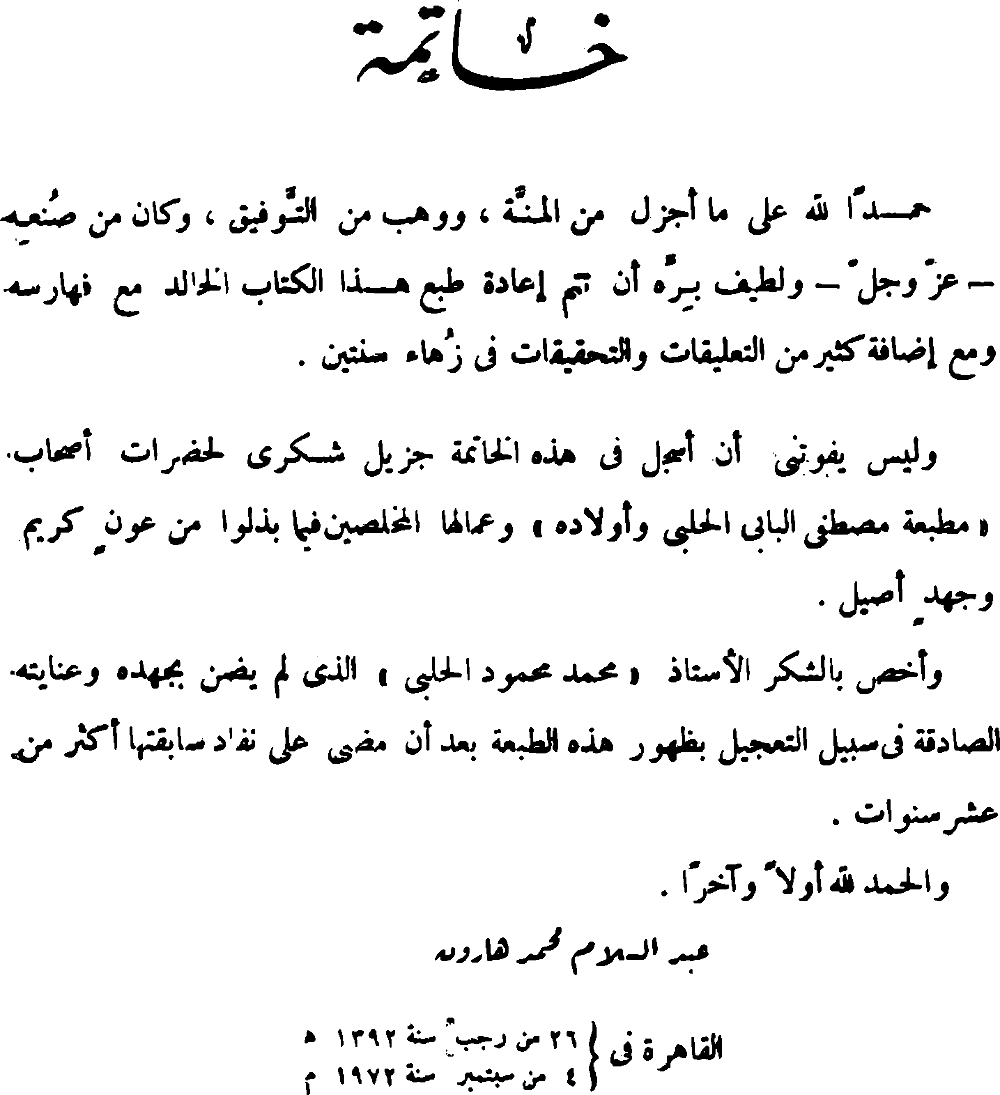 خاتمة
حمدًا لله على ما أجزل من المنَّة ، ووهب من التَّوفيق ، وكان من صُنعِه
— عزّ وجلّ — ولطيف بِرِّه أن تتم إعادة طبع هذا الكتاب الخالد مع فهارسه
ومع إضافة كثير من التعليقات والتحقيقات فى زُهاء سنتين .
وليس يفوتنى أن أسجل فى هذه الخاتمة جزيل شكرى لحضرات أصحاب
« مطبعة مصطفى البابى الحلبى وأولاده » وعمالها المخلصين فيما بذلوا من عونٍ كريم
وجهدٍ أصيل .
وأخص بالشكر الأستاذ « محمد محمود الحلبى » الذى لم يضن بجهده وعنايته
الصادقة فى سبيل التعجيل بظهور هذه الطبعة بعد أن مضى على نفاد سابقتها أكثر من
عشر سنوات .
والحمد لله أولاً وآخرًا .
عبد السلام محمد هارون
القاهرة فى { ٢٦ من رجب سنة ١٣٩٢ ه
٤ من سبتمبر سنة ١٩٧٢ م